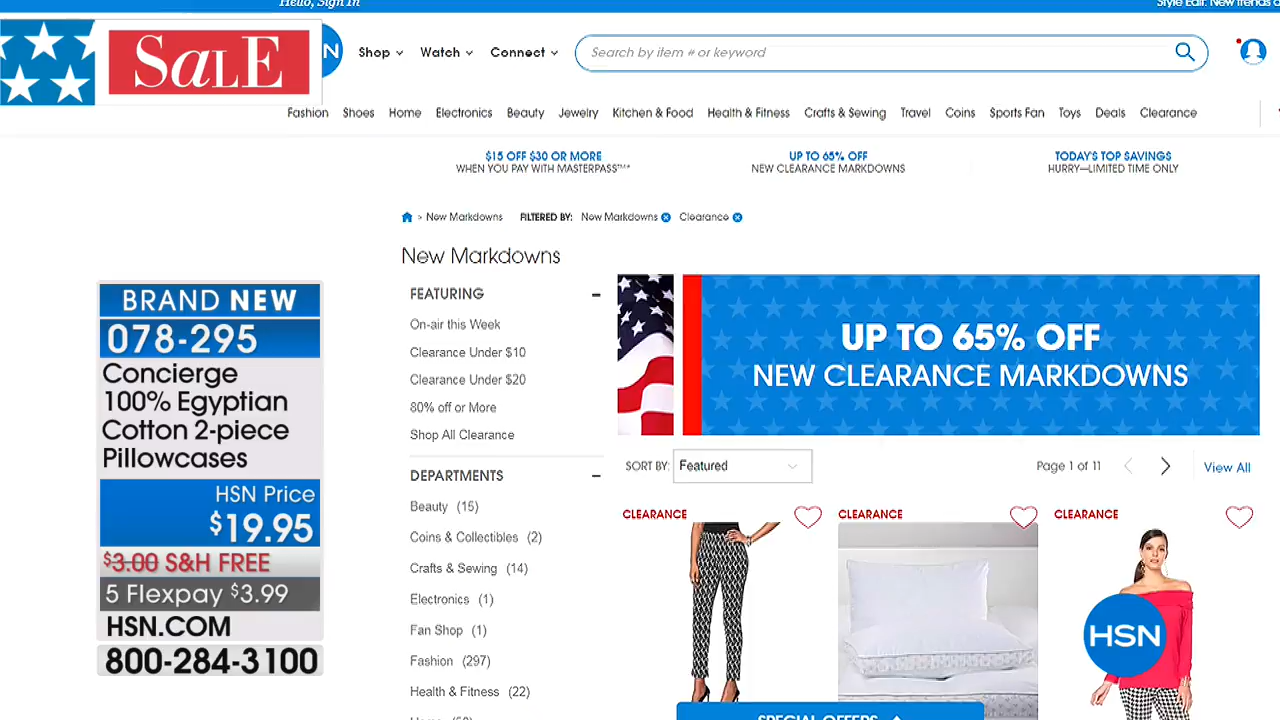 Hello, Sign In
Style Edit: New trends
SALE
N
Shop
Watch
Connect
Search by item # or keyword
Fashion Shoes Home Electronics Beauty Jewelry Kitchen & Food Health & Fitness Crafts & Sewing Travel Coins Sports Fan Toys Deals Clearance
$15 OFF $30 OR MORE
WHEN YOU PAY WITH MASTERPASS™*
UP TO 65% OFF
NEW CLEARANCE MARKDOWNS
TODAY'S TOP SAVINGS
HURRY—LIMITED TIME ONLY
> New Markdowns FILTERED BY: New Markdowns Clearance
New Markdowns
FEATURING
On-air this Week
Clearance Under $10
Clearance Under $20
80% off or More
Shop All Clearance
DEPARTMENTS
Beauty (15)
Coins & Collectibles (2)
Crafts & Sewing (14)
Electronics (1)
Fan Shop (1)
Fashion (297)
Health & Fitness (22)
BRAND NEW
078-295
Concierge
100% Egyptian
Cotton 2-piece
Pillowcases
HSN Price
$19.95
$3.00 S&H FREE
5 Flexpay $3.99
HSN.COM
800-284-3100
UP TO 65% OFF
NEW CLEARANCE MARKDOWNS
SORT BY: Featured
Page 1 of 11
View All
CLEARANCE
CLEARANCE
CLEARANCE
HSN
SPECIAL OFFERS